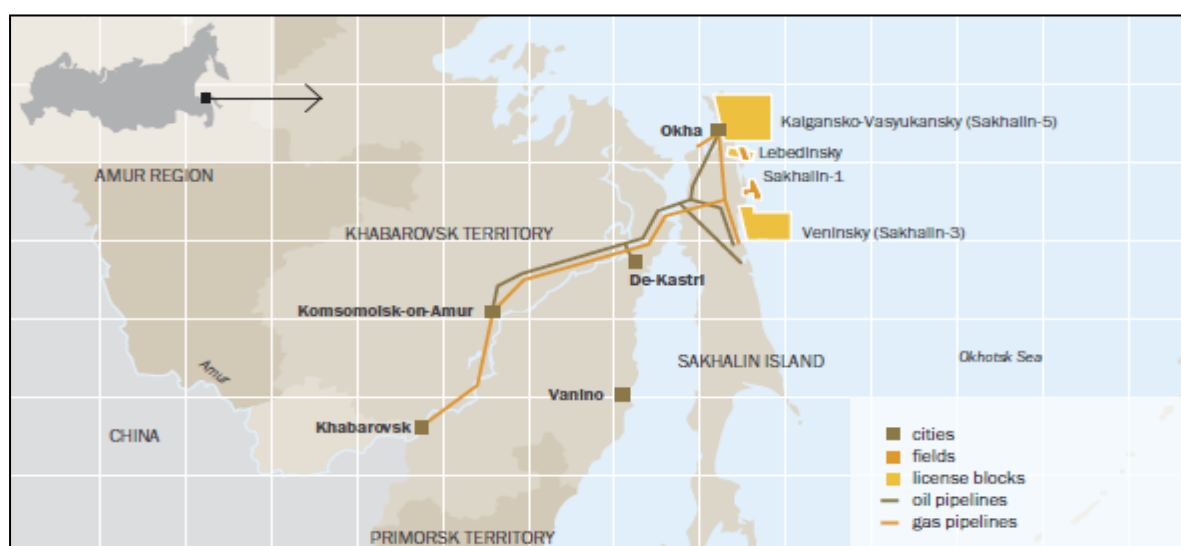 Okha
Kaigansko-Vasyukansky (Sakhalin-5)
Lebedinsky
AMUR REGION
Sakhalin-1
KHABAROVSK TERRITORY
Veninsky (Sakhalin-3)
De-Kastri
Komsomolsk-on-Amur
SAKHALIN ISLAND
Okhotsk Sea
Amur
Vanino
Khabarovsk
CHINA
cities
fields
license blocks
oil pipelines
gas pipelines
PRIMORSK TERRITORY